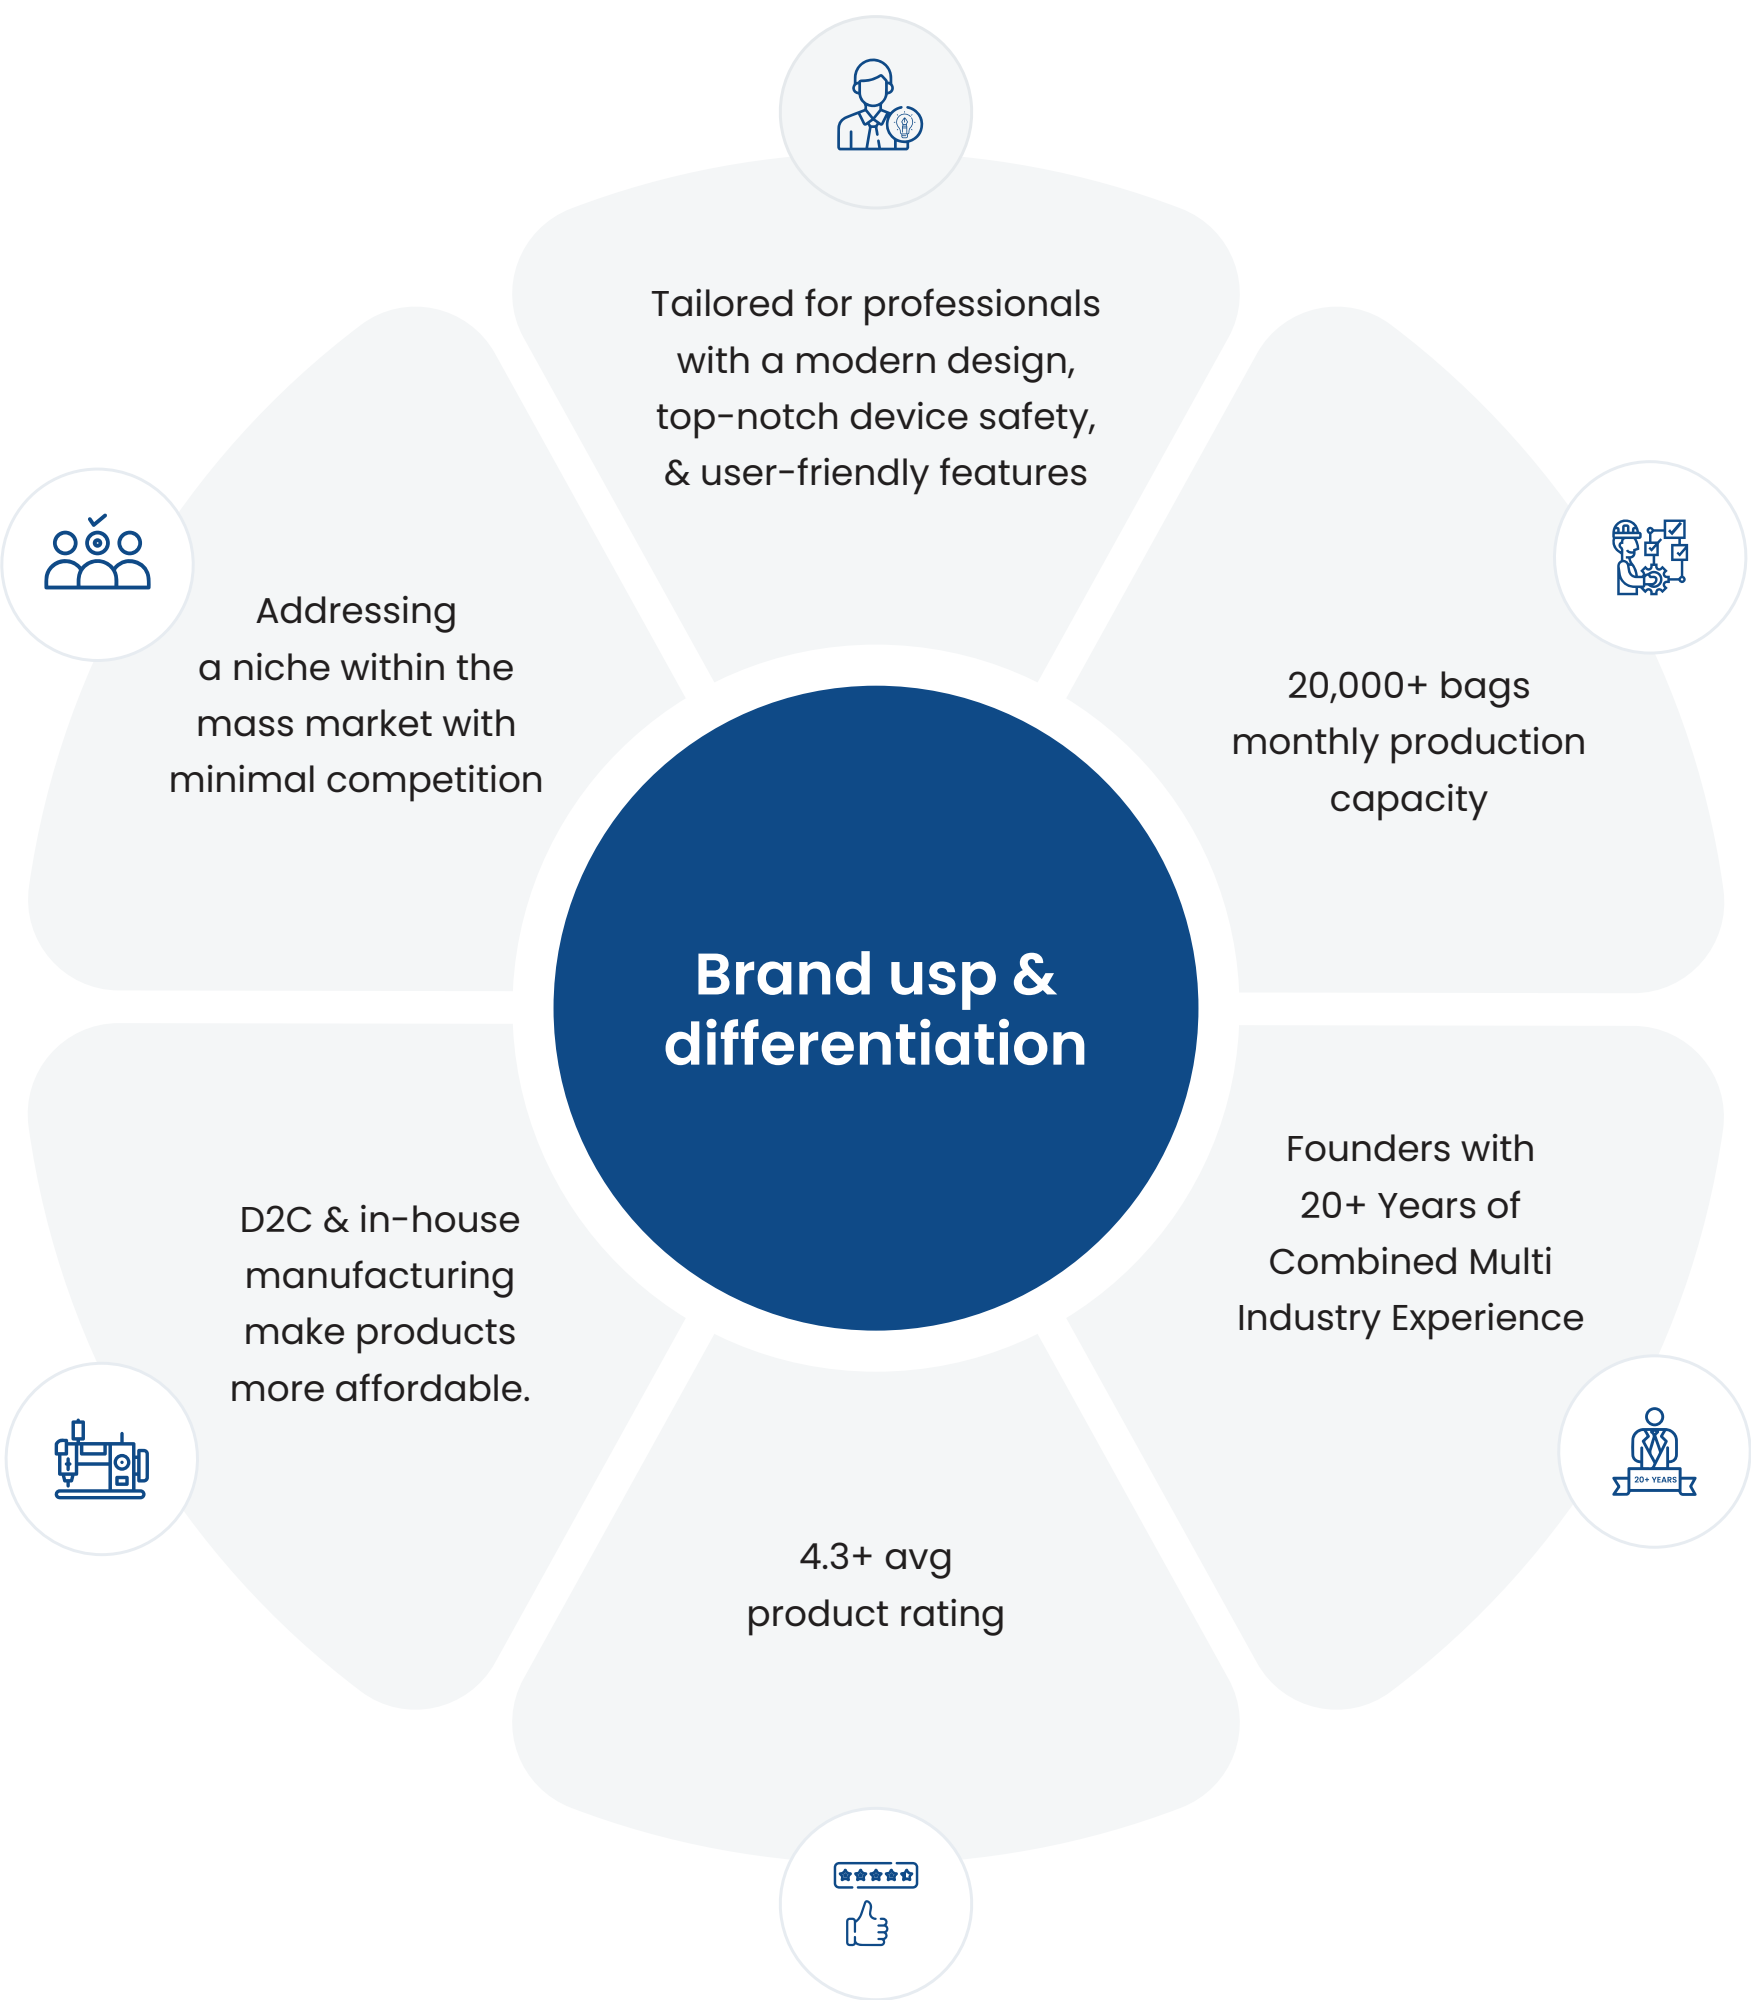 Tailored for professionals
with a modern design,
top-notch device safety,
& user-friendly features
Addressing
a niche within the
mass market with
minimal competition
20,000+ bags
monthly production
capacity
Brand usp &
differentiation
D2C & in-house
manufacturing
make products
more affordable.
Founders with
20+ Years of
Combined Multi
Industry Experience
20+ YEARS
4.3+ avg
product rating